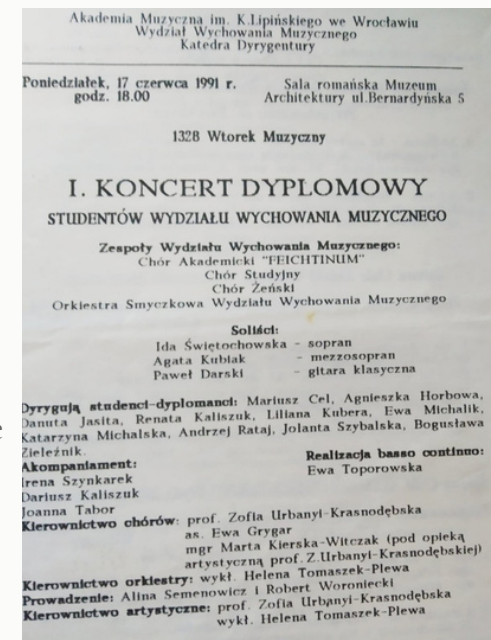 Akademia Muzyczna im. K.Lipińskiego we Wrocławiu
Wydział Wychowania Muzycznego
Katedra Dyrygentury
Poniedziałek, 17 czerwca 1991 r.
godz. 18.00
Sala romańska Muzeum
Architektury ul.Bernardyńska 5
1328 Wtorek Muzyczny
I. KONCERT DYPLOMOWY
STUDENTÓW WYDZIAŁU WYCHOWANIA MUZYCZNEGO
Zespoły Wydziału Wychowania Muzycznego:
Chór Akademicki "FEICHTINUM"
Chór Studyjny
Chór Żeński
Orkiestra Smyczkowa Wydziału Wychowania Muzycznego
Soliści:
Ida Świętochowska - sopran
Agata Kubiak - mezzosopran
Paweł Darski - gitara klasyczna
Dyrygują studenci-dyplomanci: Mariusz Cel, Agnieszka Horbowa,
Danuta Jasita, Renata Kaliszuk, Liliana Kubera, Ewa Michalik,
Katarzyna Michalska, Andrzej Rataj, Jolanta Szybalska, Bogusława
Zieleźnik.
Akompaniament:
Irena Szynkarek
Dariusz Kaliszuk
Joanna Tabor
Realizacja basso continuo:
Ewa Toporowska
Kierownictwo chórów: prof. Zofia Urbanyi-Krasnodębska
as. Ewa Grygar
mgr Marta Kierska-Witczak (pod opieką
artystyczną prof.Z.Urbanyi-Krasnodębskiej)
Kierownictwo orkiestry: wykł. Helena Tomaszek-Plewa
Prowadzenie: Alina Semenowicz i Robert Woroniecki
Kierownictwo artystyczne: prof. Zofia Urbanyi-Krasnodębska
wykł. Helena Tomaszek-Plewa